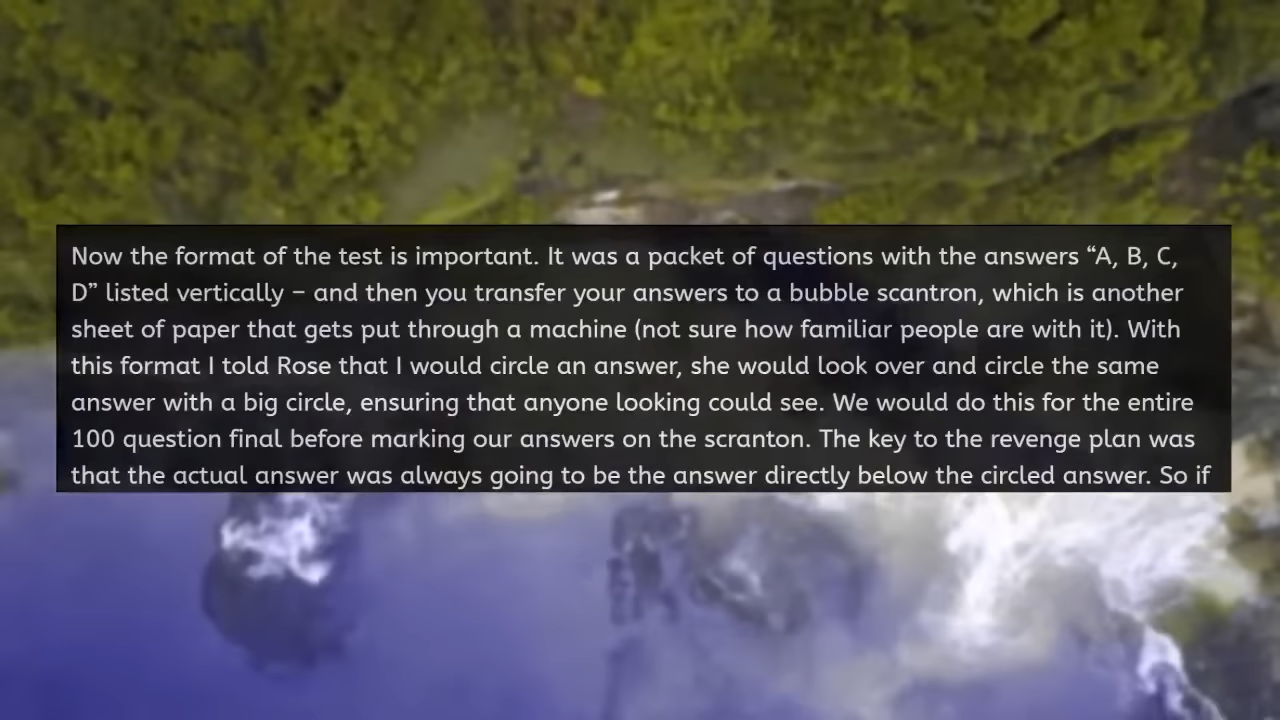 Now the format of the test is important. It was a packet of questions with the answers “A, B, C,
D” listed vertically – and then you transfer your answers to a bubble scantron, which is another
sheet of paper that gets put through a machine (not sure how familiar people are with it). With
this format I told Rose that I would circle an answer, she would look over and circle the same
answer with a big circle, ensuring that anyone looking could see. We would do this for the entire
100 question final before marking our answers on the scranton. The key to the revenge plan was
that the actual answer was always going to be the answer directly below the circled answer. So if